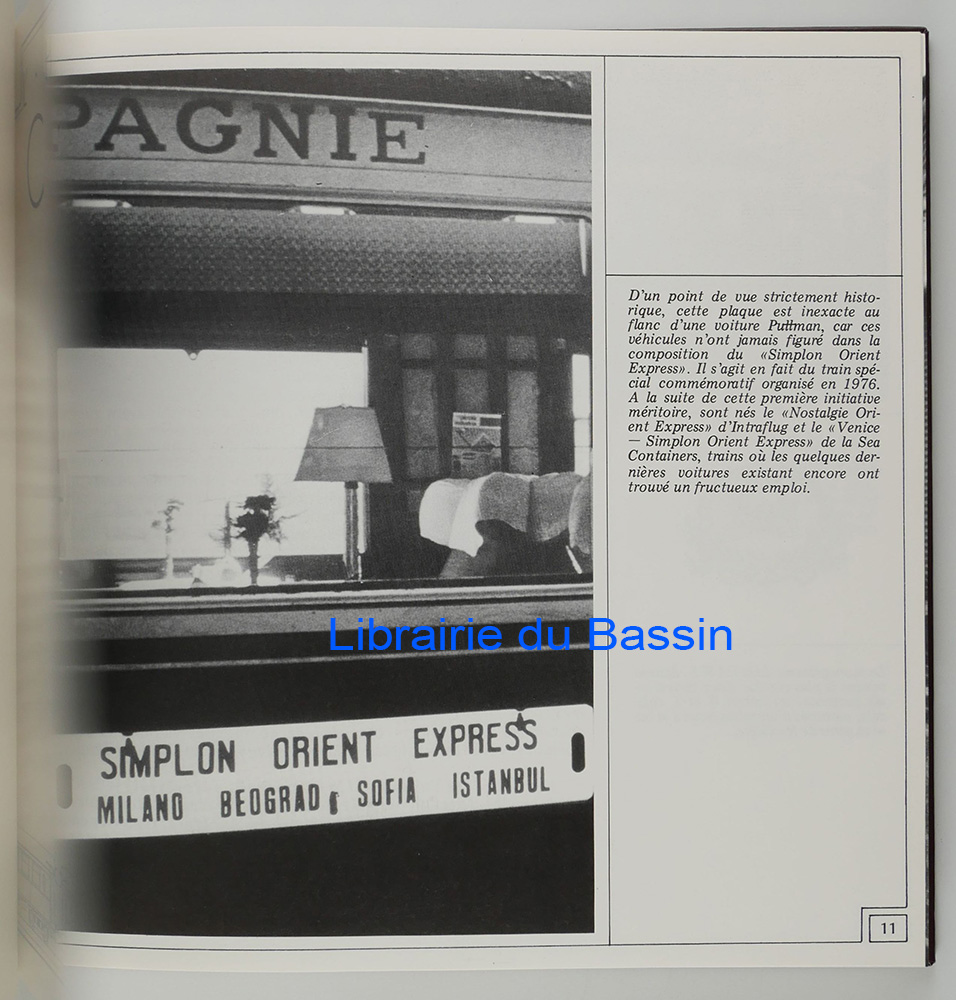 PAGNIE
D'un point de vue strictement histo-
rique, cette plaque est inexacte au
flanc d'une voiture Pullman, car ces
véhicules n'ont jamais figuré dans la
composition du «Simplon Orient
Express». Il s'agit en fait du train spé-
cial commémoratif organisé en 1976.
A la suite de cette première initiative
méritoire, sont nés le «Nostalgie Ori-
ent Express» d'Intraflug et le «Venice
— Simplon Orient Express» de la Sea
Containers, trains où les quelques der-
nières voitures existant encore ont
trouvé un fructueux emploi.
Librairie du Bassin
SIMPLON ORIENT EXPRESS
MILANO BEOGRAD SOFIA ISTANBUL
11